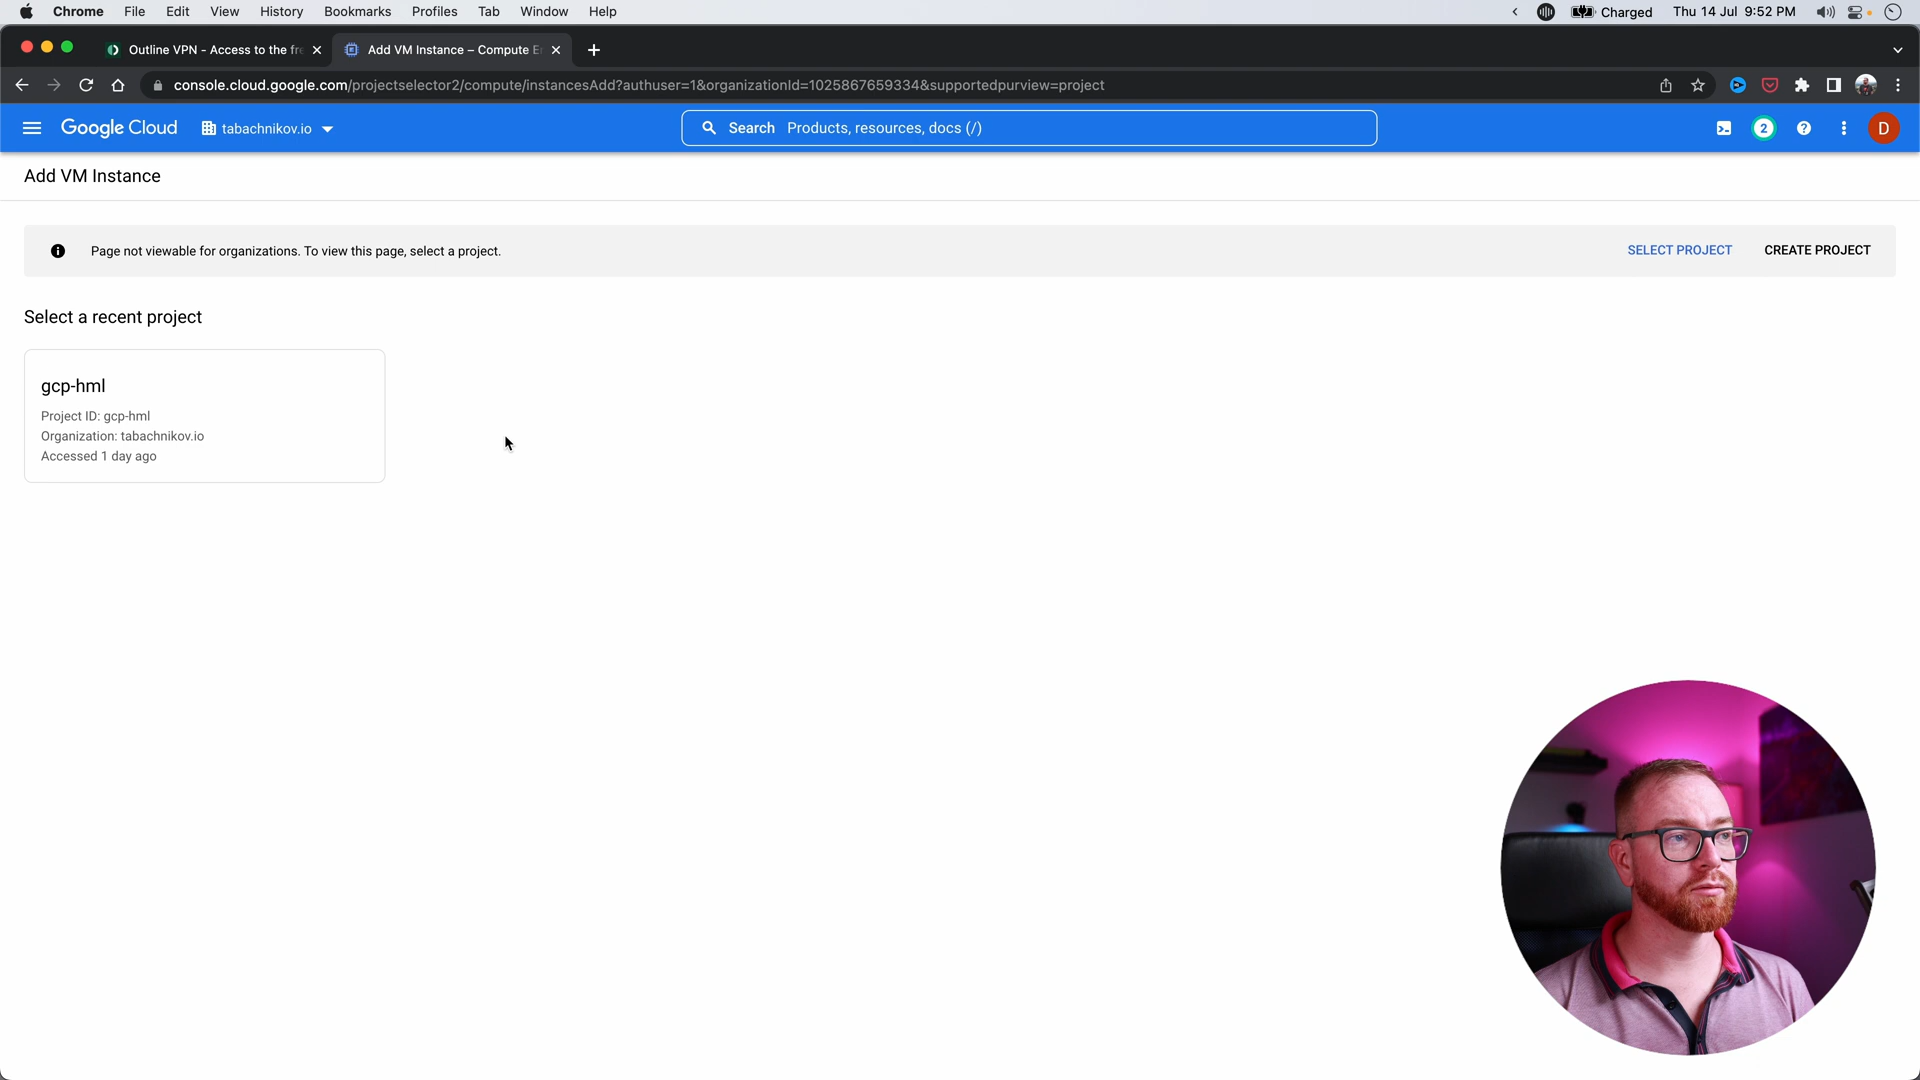 Chrome File Edit View History Bookmarks Profiles Tab Window Help Charged Thu 14 Jul 9:52 PM
Outline VPN - Access to the fre Add VM Instance – Compute E
console.cloud.google.com/projectselector2/compute/instancesAdd?authuser=1&organizationId=1025867659334&supportedpurview=project
Google Cloud tabachnikov.io Search Products, resources, docs (/) 2 D
Add VM Instance
Page not viewable for organizations. To view this page, select a project. SELECT PROJECT CREATE PROJECT
Select a recent project
gcp-hml
Project ID: gcp-hml
Organization: tabachnikov.io
Accessed 1 day ago